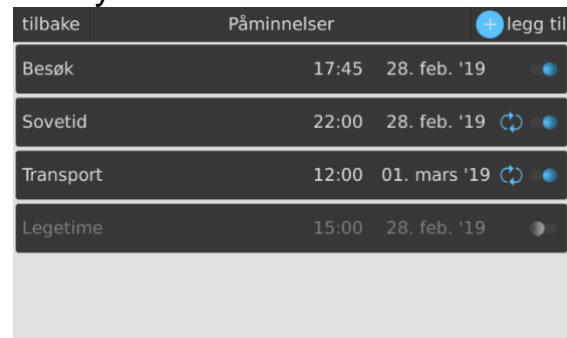 tilbake Påminnelser legg til
Besøk 17:45 28. feb. '19
Sovetid 22:00 28. feb. '19
Transport 12:00 01. mars '19
Legetime 15:00 28. feb. '19